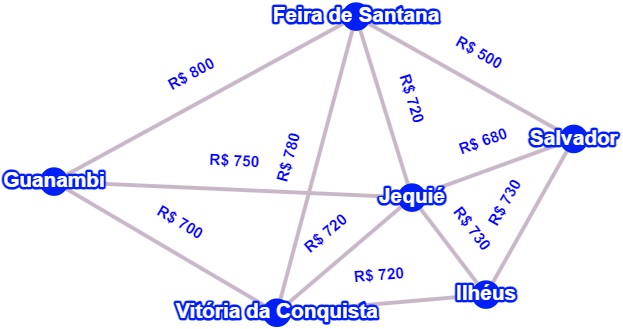 Feira de Santana
R$ 800
R$ 500
R$ 720
R$ 680
Salvador
R$ 780
R$ 750
Guanambi
Jequié
R$ 730
R$ 700
R$ 720
R$ 730
R$ 720
Ilhéus
Vitória da Conquista